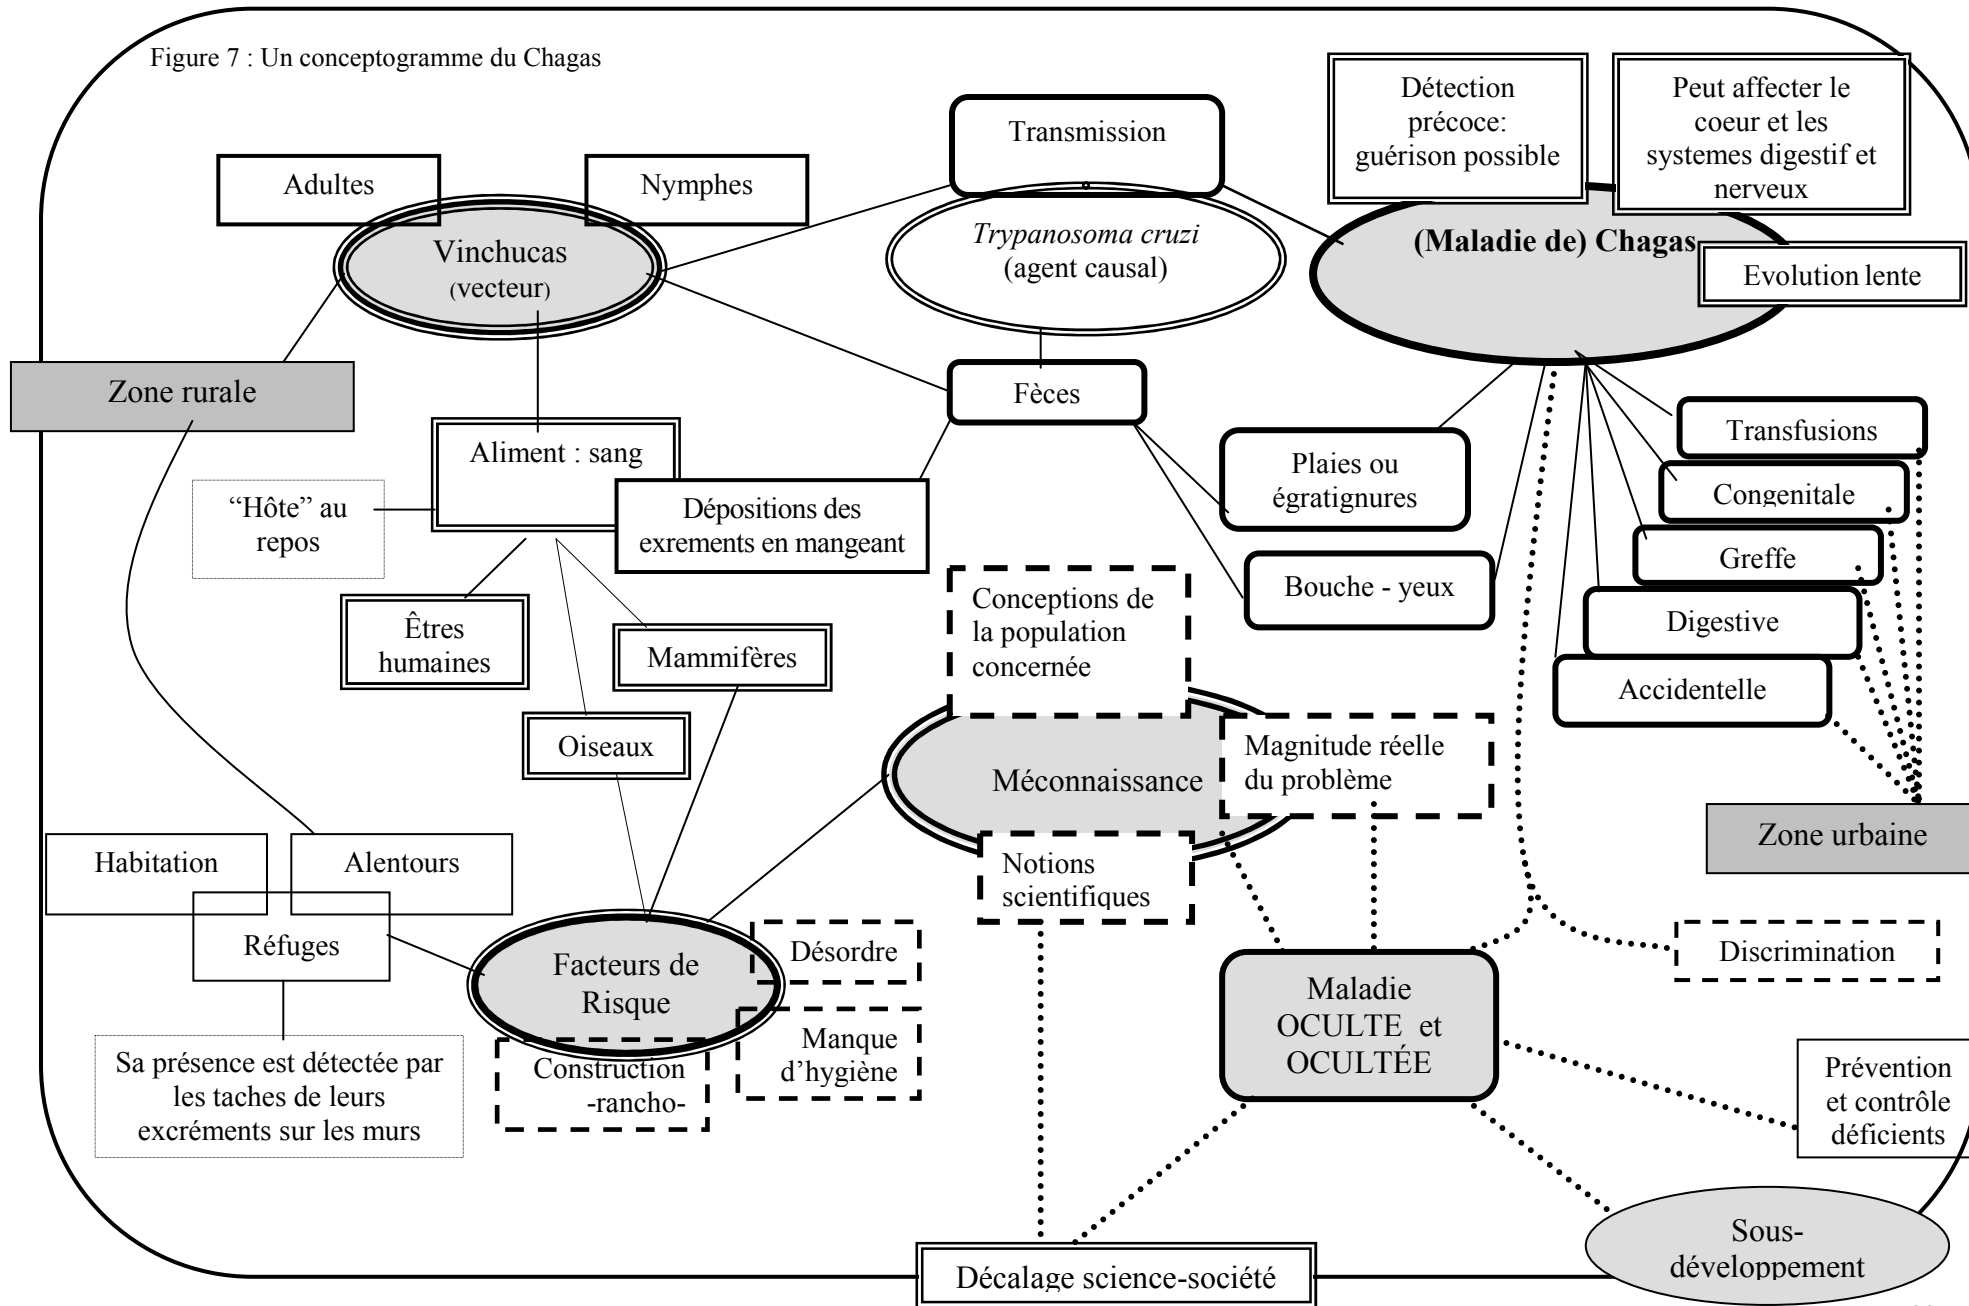 Figure 7 : Un conceptogramme du Chagas
Transmission
Détection
précoce:
guérison possible
Peut affecter le
coeur et les
systemes digestif et
nerveux
Adultes
Nymphes
Vinchucas
(vecteur)
Trypanosoma cruzi
(agent causal)
(Maladie de) Chagas
Evolution lente
Zone rurale
Fèces
Aliment : sang
“Hôte” au
repos
Dépositions des
exrements en mangeant
Plaies ou
égratignures
Bouche - yeux
Transfusions
Congenitale
Greffe
Digestive
Accidentelle
Êtres
humaines
Mammifères
Oiseaux
Conceptions de
la population
concernée
Méconnaissance
Magnitude réelle
du problème
Notions
scientifiques
Zone urbaine
Habitation
Alentours
Réfuges
Facteurs de
Risque
Désordre
Manque
d’hygiène
Construction
-rancho-
Sa présence est détectée par
les taches de leurs
excréments sur les murs
Maladie
OCULTE et
OCULTÉE
Discrimination
Prévention
et contrôle
déficients
Sous-
développement
Décalage science-société